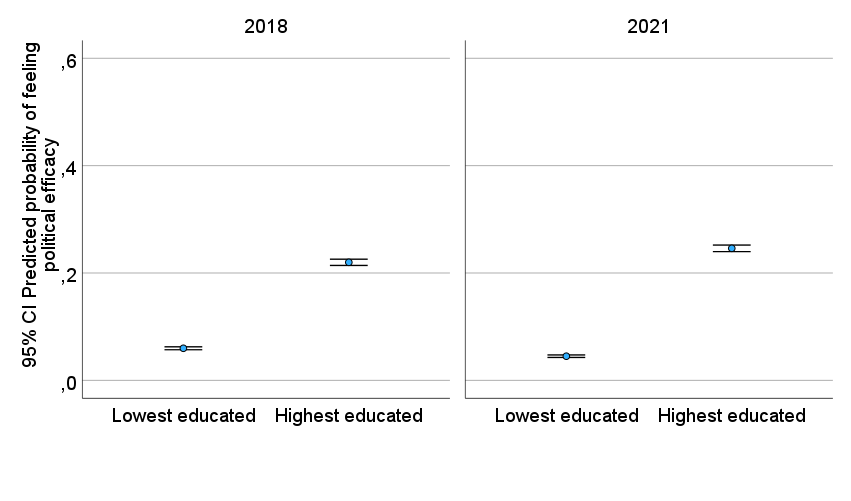 2018
2021
95% CI Predicted probability of feeling
political efficacy
,6
,4
,2
,0
Lowest educated
Highest educated
Lowest educated
Highest educated